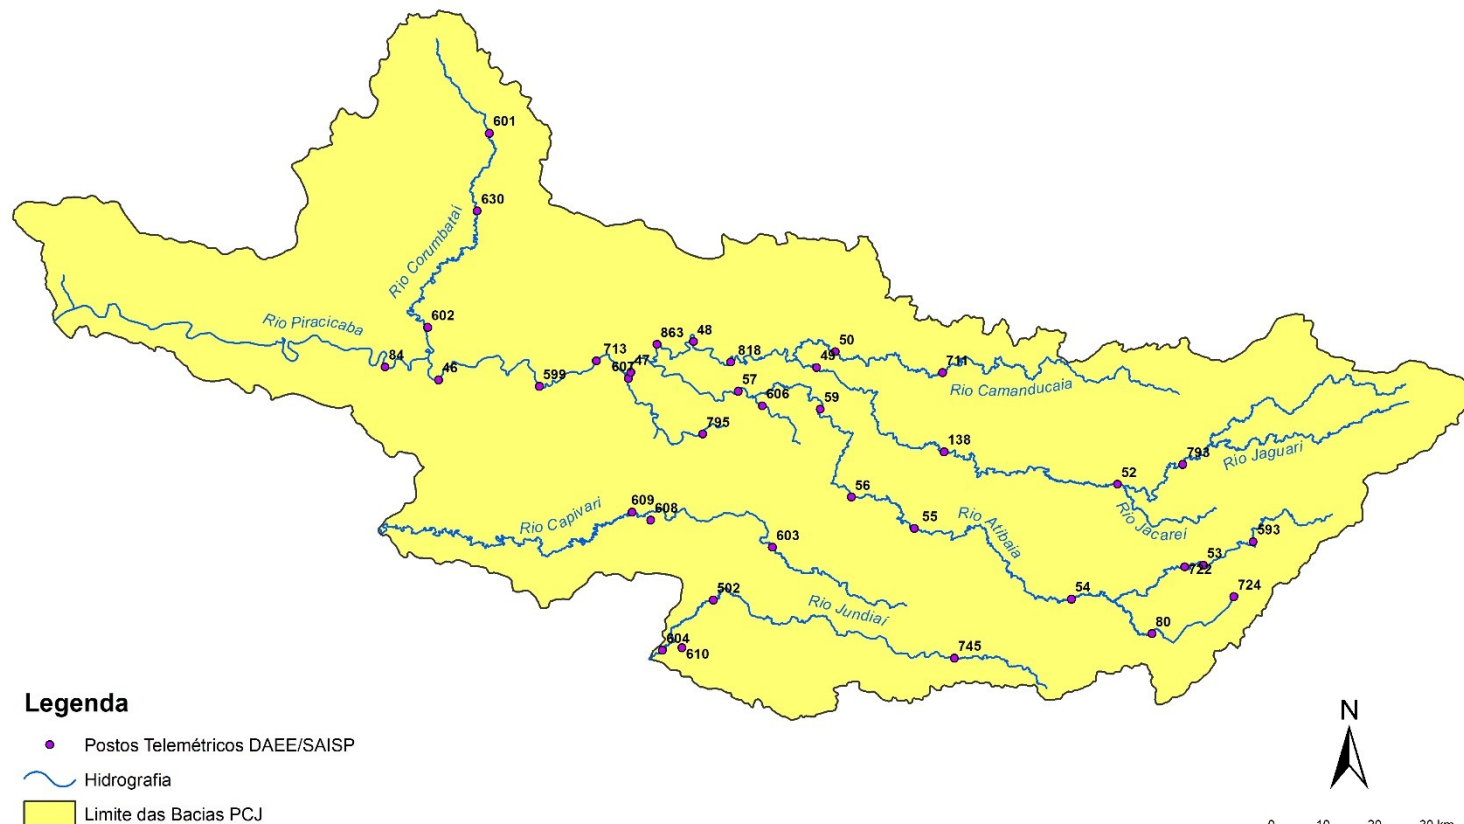 601
630
Rio Corumbataí
602
Rio Piracicaba
84
46
599
713
607
47
863
48
818
57
606
795
50
49
59
711
Rio Camanducaia
138
52
793
Rio Jaguari
Rio Jacarei
56
55
Rio Atibaia
593
53
722
724
54
80
609
608
Rio Capivari
603
502
Rio Jundiaí
604
610
745
Legenda
Postos Telemétricos DAEE/SAISP
Hidrografia
Limite das Bacias PCJ
N
0 10 20 30 km